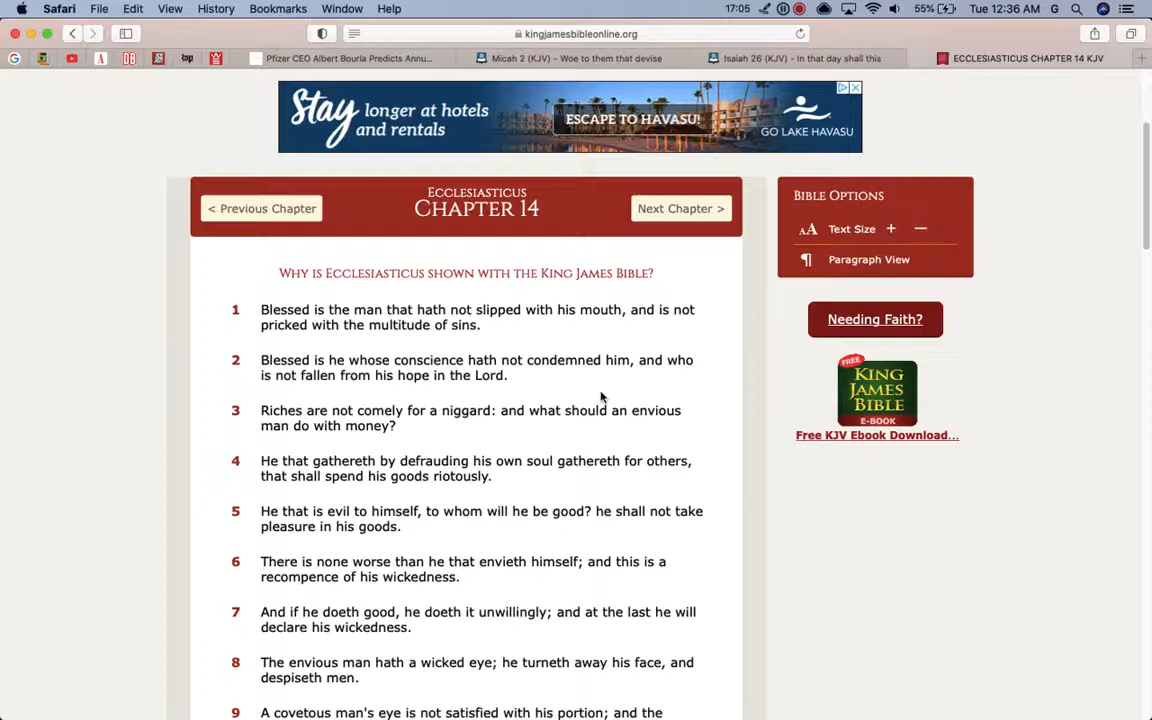 Safari File Edit View History Bookmarks Window Help 17:05 55% Tue 12:36 AM G
kingjamesbibleonline.org
Pfizer CEO Albert Bourla Predicts Annu... Micah 2 (KJV) - Woe to them that devise Isaiah 26 (KJV) - In that day shall this ECCLESIASTICUS CHAPTER 14 KJV
Stay longer at hotels and rentals
ESCAPE TO HAVASU!
GO LAKE HAVASU
< Previous Chapter
ECCLESIASTICUS
CHAPTER 14
Next Chapter >
BIBLE OPTIONS
AA Text Size + —
¶ Paragraph View
Needing Faith?
FREE
KING
JAMES
BIBLE
E-BOOK
Free KJV Ebook Download...
WHY IS ECCLESIASTICUS SHOWN WITH THE KING JAMES BIBLE?
1 Blessed is the man that hath not slipped with his mouth, and is not
pricked with the multitude of sins.
2 Blessed is he whose conscience hath not condemned him, and who
is not fallen from his hope in the Lord.
3 Riches are not comely for a niggard: and what should an envious
man do with money?
4 He that gathereth by defrauding his own soul gathereth for others,
that shall spend his goods riotously.
5 He that is evil to himself, to whom will he be good? he shall not take
pleasure in his goods.
6 There is none worse than he that envieth himself; and this is a
recompence of his wickedness.
7 And if he doeth good, he doeth it unwillingly; and at the last he will
declare his wickedness.
8 The envious man hath a wicked eye; he turneth away his face, and
despiseth men.
9 A covetous man's eye is not satisfied with his portion; and the